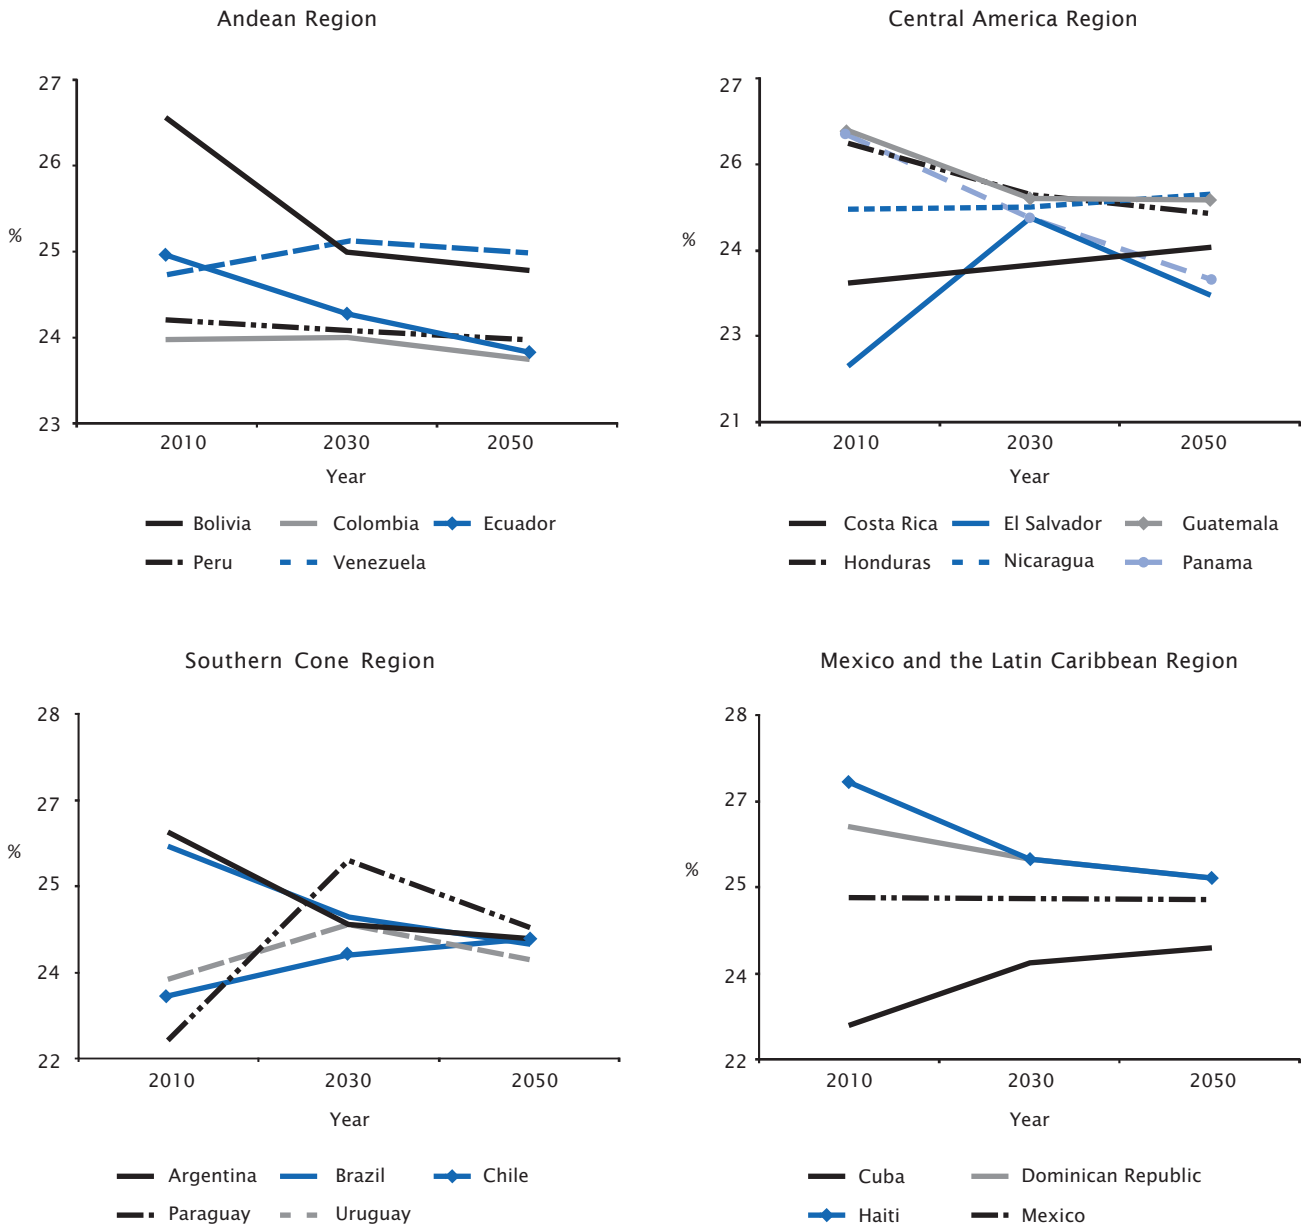 Andean Region
27
26
%
25
24
23
2010 2030 2050
Year
Bolivia Colombia Ecuador
Peru Venezuela
Central America Region
27
26
%
24
23
21
2010 2030 2050
Year
Costa Rica El Salvador Guatemala
Honduras Nicaragua Panama
Southern Cone Region
28
27
%
25
24
22
2010 2030 2050
Year
Argentina Brazil Chile
Paraguay Uruguay
Mexico and the Latin Caribbean Region
28
27
%
25
24
22
2010 2030 2050
Year
Cuba Dominican Republic
Haiti Mexico